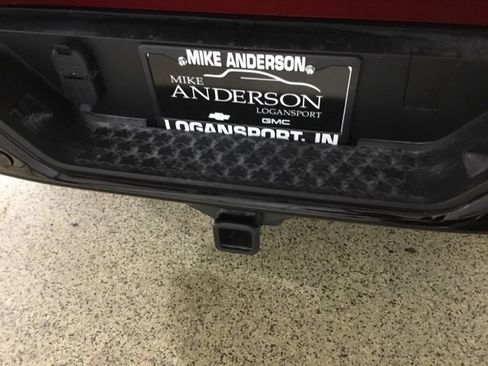 MIKE ANDERSON
MIKE
ANDERSON
LOGANSPORT
GMC
LOGANSPORT, IN